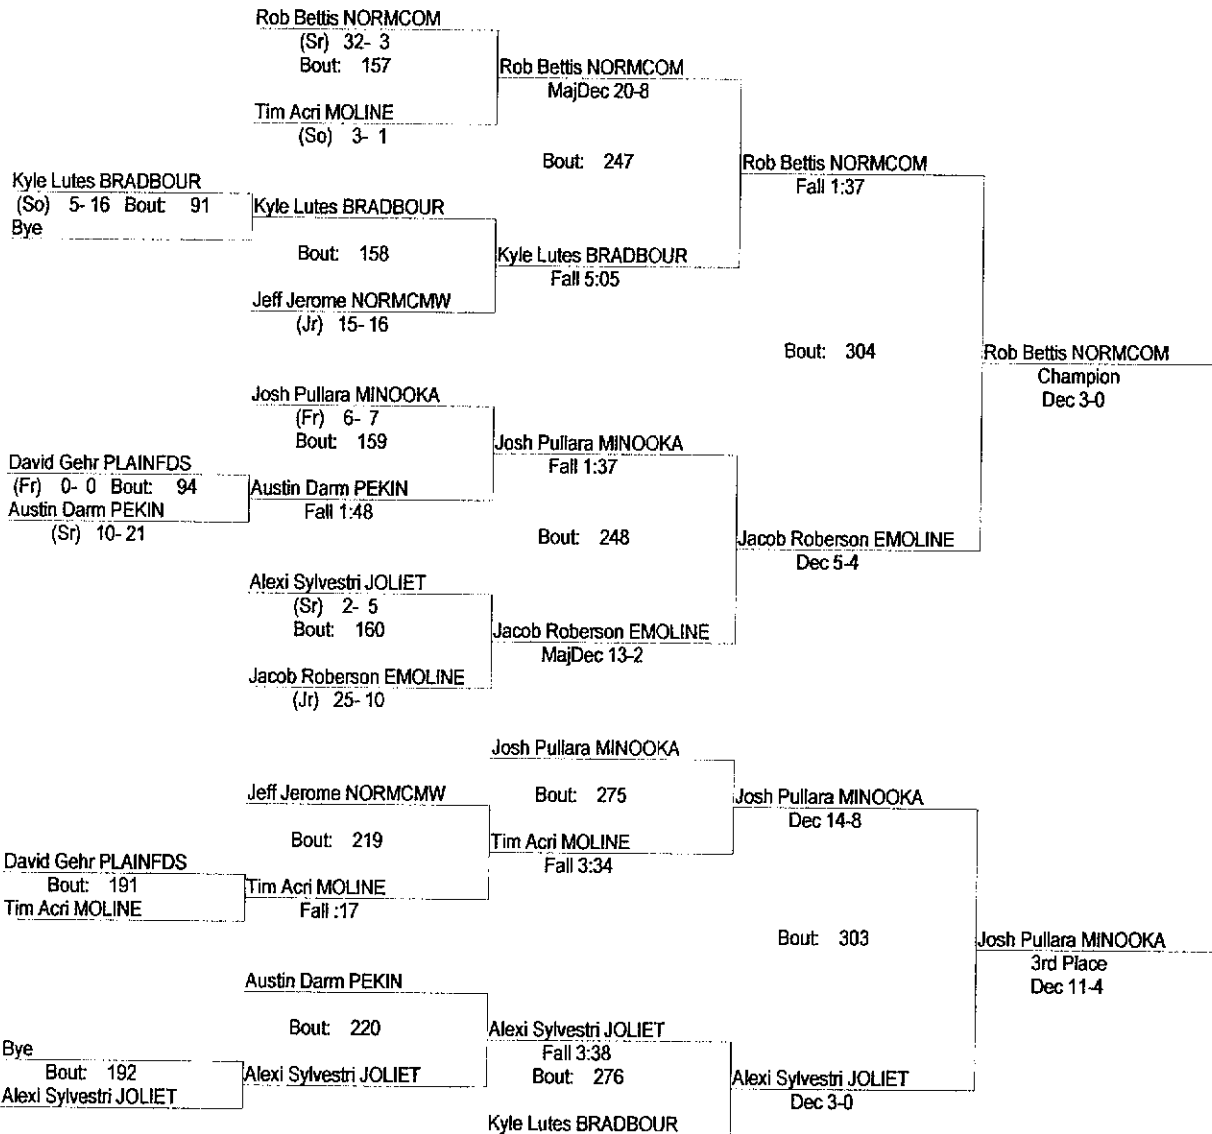 Rob Bettis NORMCOM
(Sr) 32- 3
Bout: 157
Rob Bettis NORMCOM
MajDec 20-8
Tim Acri MOLINE
(So) 3- 1
Bout: 247
Rob Bettis NORMCOM
Fall 1:37
Kyle Lutes BRADBOUR
(So) 5- 16 Bout: 91
Bye
Kyle Lutes BRADBOUR
Bout: 158
Kyle Lutes BRADBOUR
Fall 5:05
Jeff Jerome NORMCMW
(Jr) 15- 16
Bout: 304
Rob Bettis NORMCOM
Champion
Dec 3-0
Josh Pullara MINOOKA
(Fr) 6- 7
Bout: 159
Josh Pullara MINOOKA
Fall 1:37
David Gehr PLAINFDS
(Fr) 0- 0 Bout: 94
Austin Darm PEKIN
(Sr) 10- 21
Austin Darm PEKIN
Fall 1:48
Bout: 248
Jacob Roberson EMOLINE
Dec 5-4
Alexi Sylvestri JOLIET
(Sr) 2- 5
Bout: 160
Jacob Roberson EMOLINE
MajDec 13-2
Jacob Roberson EMOLINE
(Jr) 25- 10
Josh Pullara MINOOKA
Jeff Jerome NORMCMW
Bout: 275
Josh Pullara MINOOKA
Dec 14-8
Bout: 219
Tim Acri MOLINE
Fall 3:34
David Gehr PLAINFDS
Bout: 191
Tim Acri MOLINE
Tim Acri MOLINE
Fall :17
Bout: 303
Josh Pullara MINOOKA
3rd Place
Dec 11-4
Austin Darm PEKIN
Bout: 220
Alexi Sylvestri JOLIET
Fall 3:38
Bout: 276
Bye
Bout: 192
Alexi Sylvestri JOLIET
Alexi Sylvestri JOLIET
Alexi Sylvestri JOLIET
Dec 3-0
Kyle Lutes BRADBOUR